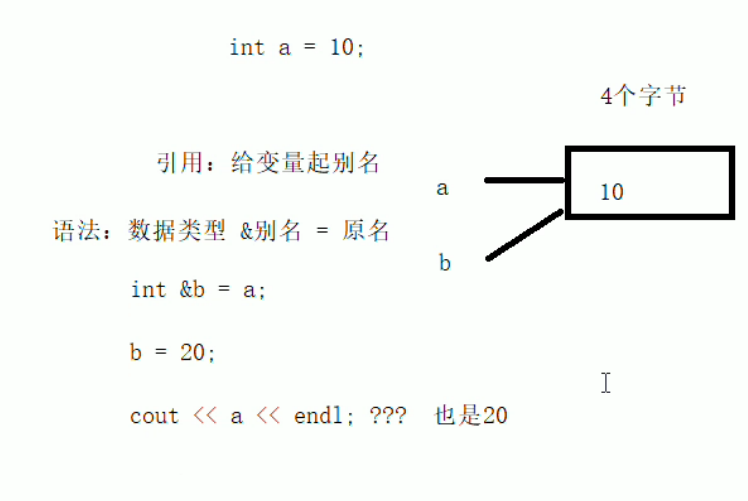 int a = 10;
4个字节
引用：给变量起别名
a
10
语法：数据类型 &别名 = 原名
b
int &b = a;
b = 20;
cout << a << endl; ??? 也是20